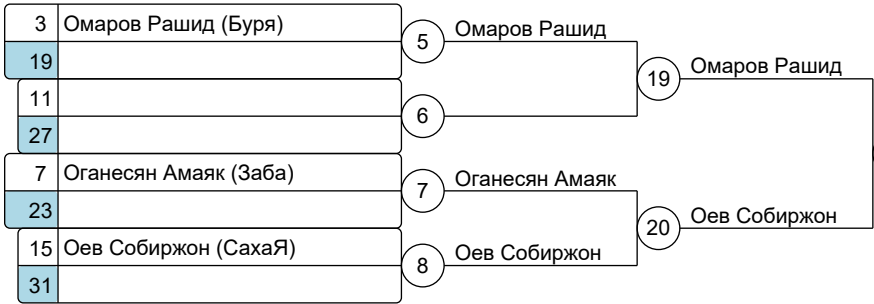 3 Омаров Рашид (Буря)
19
5 Омаров Рашид
11
27
6
19 Омаров Рашид
7 Оганесян Амаяк (Заба)
23
7 Оганесян Амаяк
15 Оев Собиржон (СахаЯ)
31
8 Оев Собиржон
20 Оев Собиржон